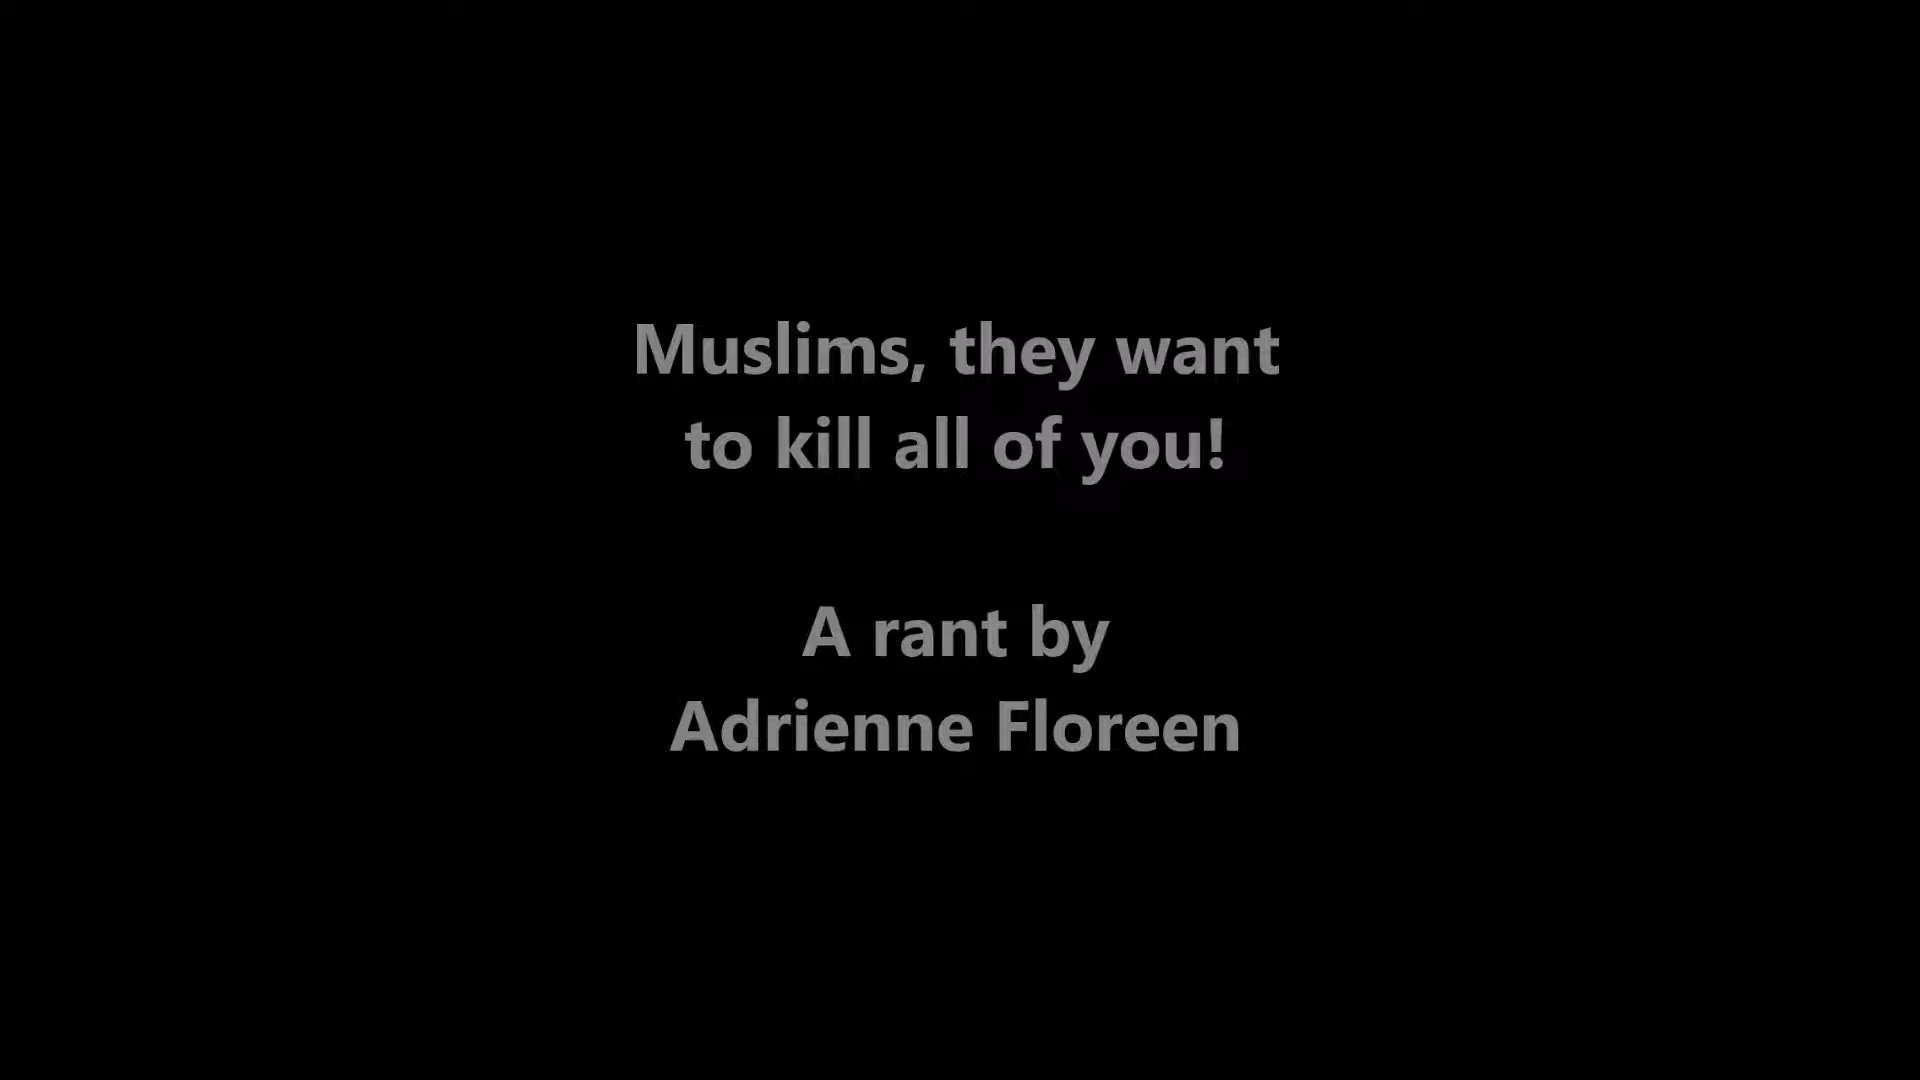 Muslims, they want
to kill all of you!
A rant by
Adrienne Floreen